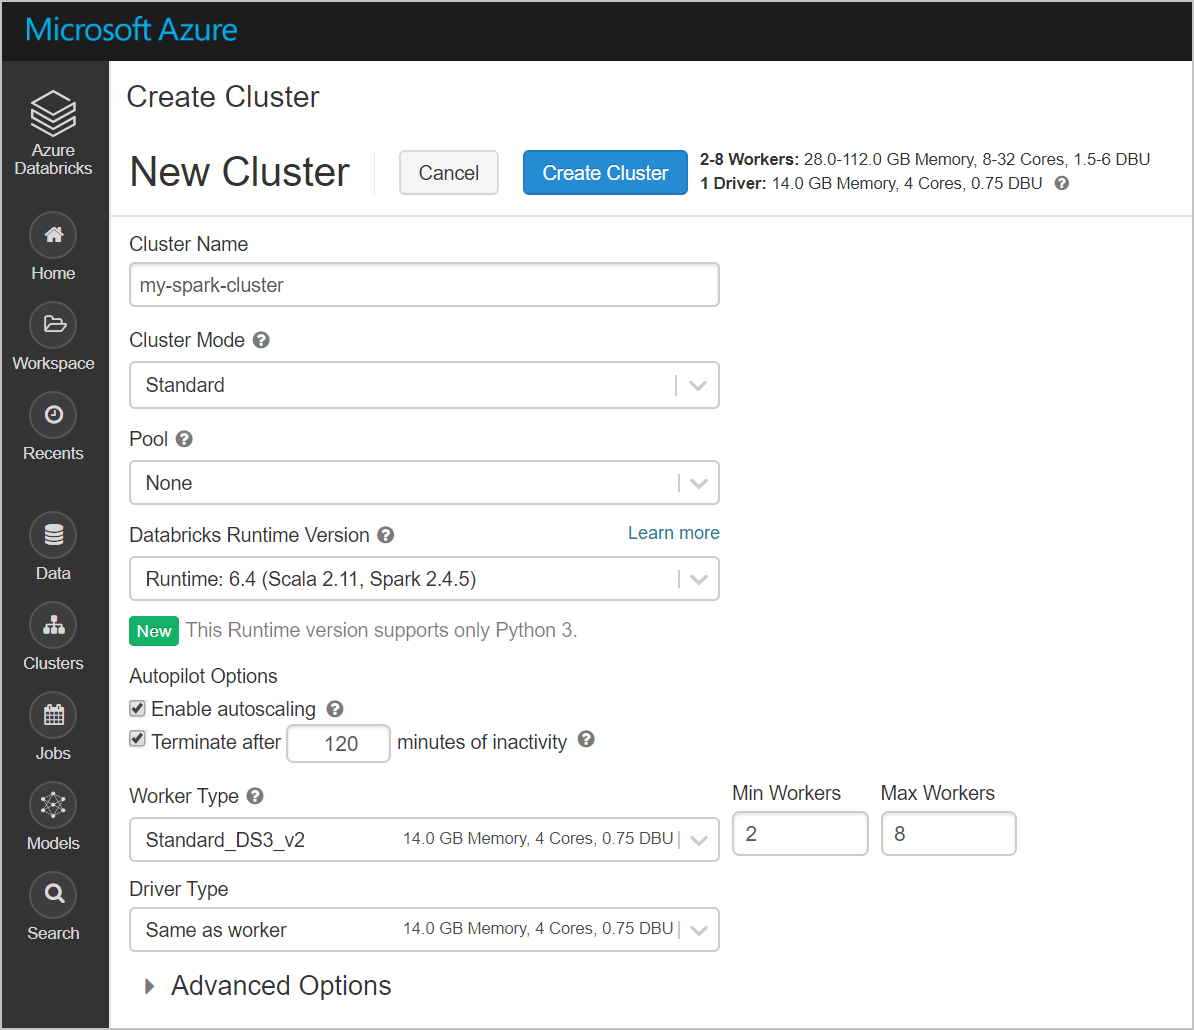 Microsoft Azure
Azure
Databricks
Home
Workspace
Recents
Data
Clusters
Jobs
Models
Search
Create Cluster
New Cluster
Cancel
Create Cluster
2-8 Workers: 28.0-112.0 GB Memory, 8-32 Cores, 1.5-6 DBU
1 Driver: 14.0 GB Memory, 4 Cores, 0.75 DBU ?
Cluster Name
my-spark-cluster
Cluster Mode ?
Standard
Pool ?
None
Databricks Runtime Version ? Learn more
Runtime: 6.4 (Scala 2.11, Spark 2.4.5)
New This Runtime version supports only Python 3.
Autopilot Options
Enable autoscaling ?
Terminate after 120 minutes of inactivity ?
Worker Type ? Min Workers Max Workers
Standard_DS3_v2 14.0 GB Memory, 4 Cores, 0.75 DBU 2 8
Driver Type
Same as worker 14.0 GB Memory, 4 Cores, 0.75 DBU
Advanced Options